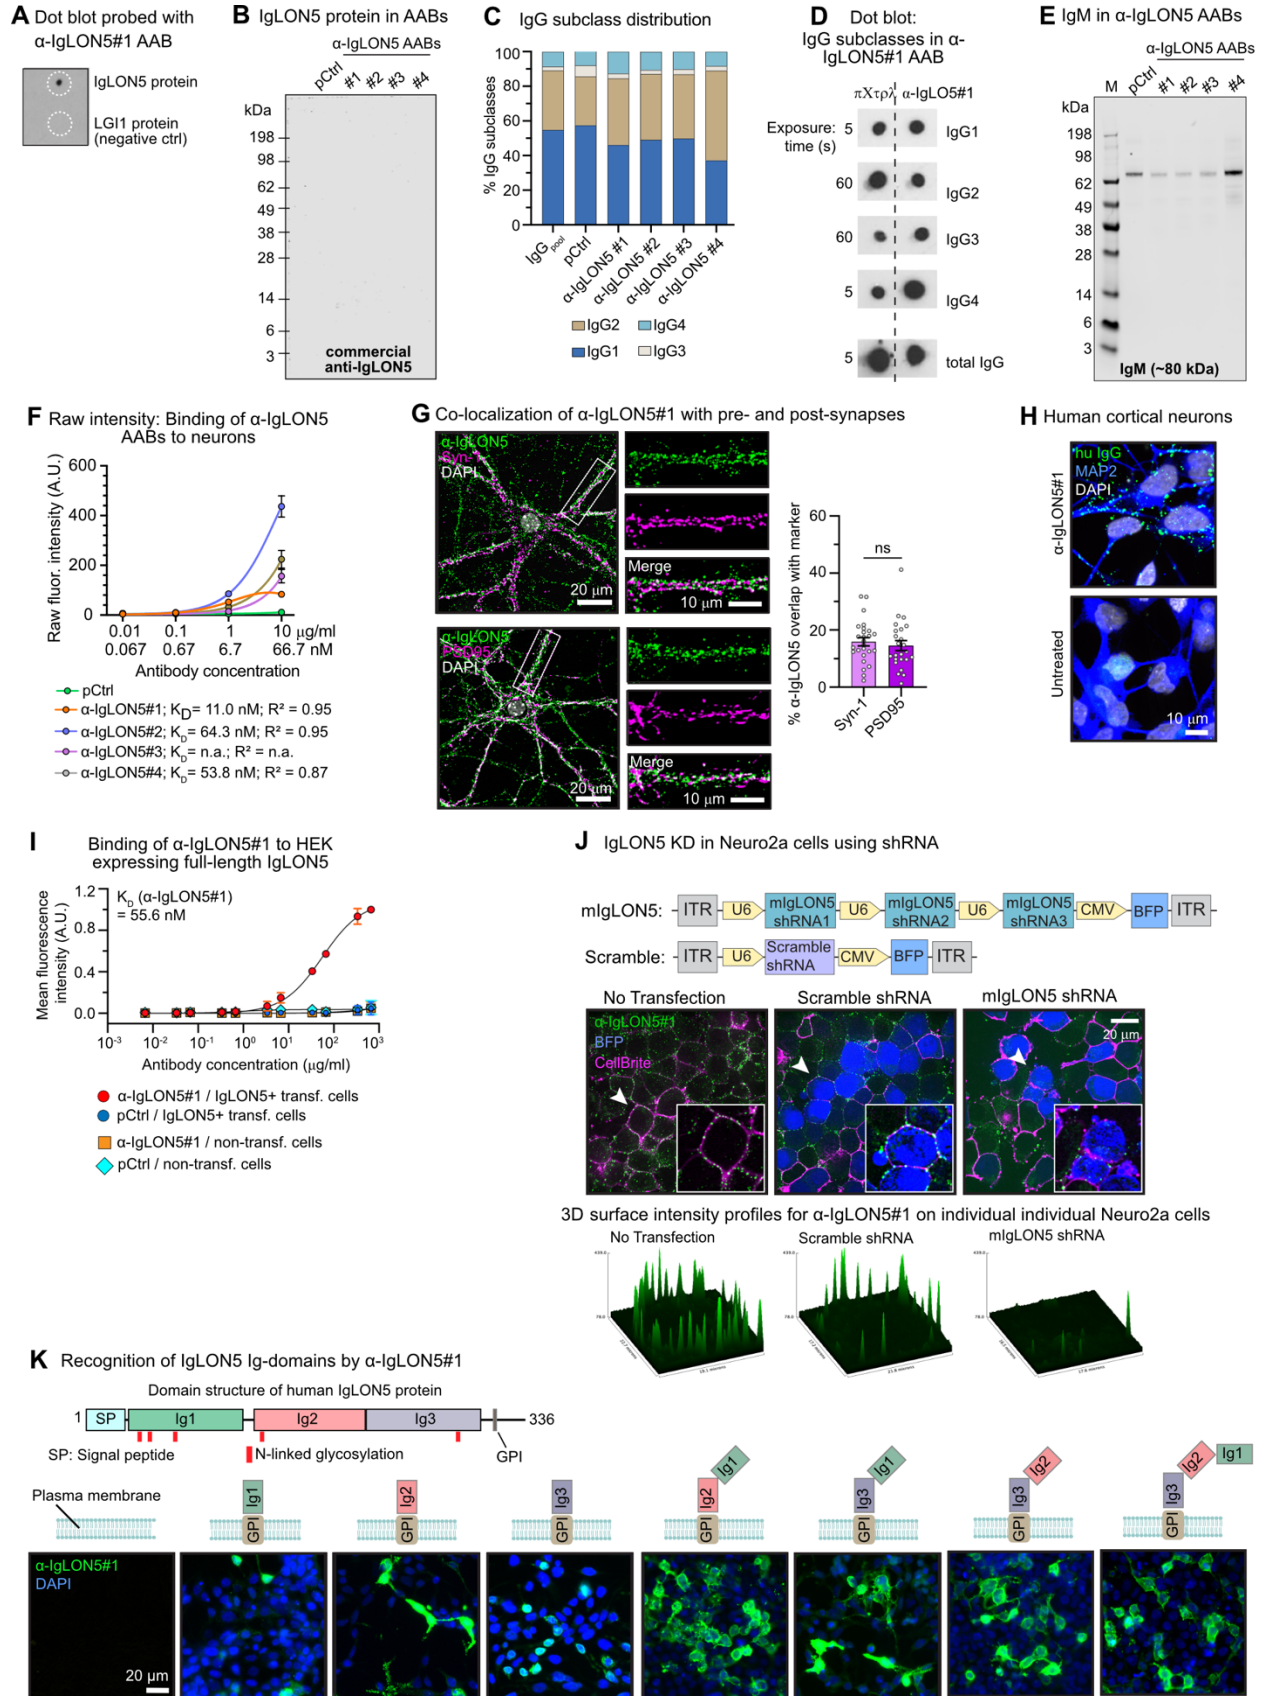 A Dot blot probed with
α-IgLON5#1 AAB
IgLON5 protein
LGI1 protein
(negative ctrl)
B IgLON5 protein in AABs
α-IgLON5 AABs
pCtrl #1 #2 #3 #4
kDa
198
98
62
49
38
28
14
6
3
commercial
anti-IgLON5
C IgG subclass distribution
% IgG subclasses
100
80
60
40
20
0
IgG pool
pCtrl
α-IgLON5 #1
α-IgLON5 #2
α-IgLON5 #3
α-IgLON5 #4
IgG2 IgG4
IgG1 IgG3
D Dot blot:
IgG subclasses in α-
IgLON5#1 AAB
πΧτρλ α-IgLO5#1
Exposure: 5 IgG1
time (s)
60 IgG2
60 IgG3
5 IgG4
5 total IgG
E IgM in α-IgLON5 AABs
α-IgLON5 AABs
M pCtrl #1 #2 #3 #4
kDa
198
98
62
49
38
28
14
6
3
IgM (~80 kDa)
F Raw intensity: Binding of α-IgLON5
AABs to neurons
Raw fluor. intensity (A.U.)
600
400
200
0
0.01 0.1 1 10 μg/ml
0.067 0.67 6.7 66.7 nM
Antibody concentration
pCtrl
α-IgLON5#1; KD= 11.0 nM; R² = 0.95
α-IgLON5#2; KD= 64.3 nM; R² = 0.95
α-IgLON5#3; KD= n.a.; R² = n.a.
α-IgLON5#4; KD= 53.8 nM; R² = 0.87
G Co-localization of α-IgLON5#1 with pre- and post-synapses
α-IgLON5
Syn-1
DAPI
20 μm
Merge
10 μm
α-IgLON5
PSD95
DAPI
20 μm
Merge
10 μm
% α-IgLON5 overlap with marker
60
40
20
0
ns
Syn-1
PSD95
H Human cortical neurons
hu IgG
MAP2
DAPI
α-IgLON5#1
Untreated
10 μm
I Binding of α-IgLON5#1 to HEK
expressing full-length IgLON5
KD (α-IgLON5#1)
= 55.6 nM
Mean fluorescence
intensity (A.U.)
1.2
0.8
0.4
0.0
10-3 10-2 10-1 100 101 102 103
Antibody concentration (μg/ml)
α-IgLON5#1 / IgLON5+ transf. cells
pCtrl / IgLON5+ transf. cells
α-IgLON5#1 / non-transf. cells
pCtrl / non-transf. cells
J IgLON5 KD in Neuro2a cells using shRNA
mIgLON5: ITR U6 mIgLON5 shRNA1 U6 mIgLON5 shRNA2 U6 mIgLON5 shRNA3 CMV BFP ITR
Scramble: ITR U6 Scramble shRNA CMV BFP ITR
No Transfection Scramble shRNA mIgLON5 shRNA
α-IgLON5#1
BFP
CellBrite
20 μm
3D surface intensity profiles for α-IgLON5#1 on individual individual Neuro2a cells
No Transfection Scramble shRNA mIgLON5 shRNA
K Recognition of IgLON5 Ig-domains by α-IgLON5#1
Domain structure of human IgLON5 protein
1 SP Ig1 Ig2 Ig3 336
SP: Signal peptide N-linked glycosylation GPI
Plasma membrane
Ig1 GPI
Ig2 GPI
Ig3 GPI
Ig1 Ig2 GPI
Ig1 Ig3 GPI
Ig2 Ig3 GPI
Ig1 Ig2 Ig3 GPI
α-IgLON5#1
DAPI
20 μm